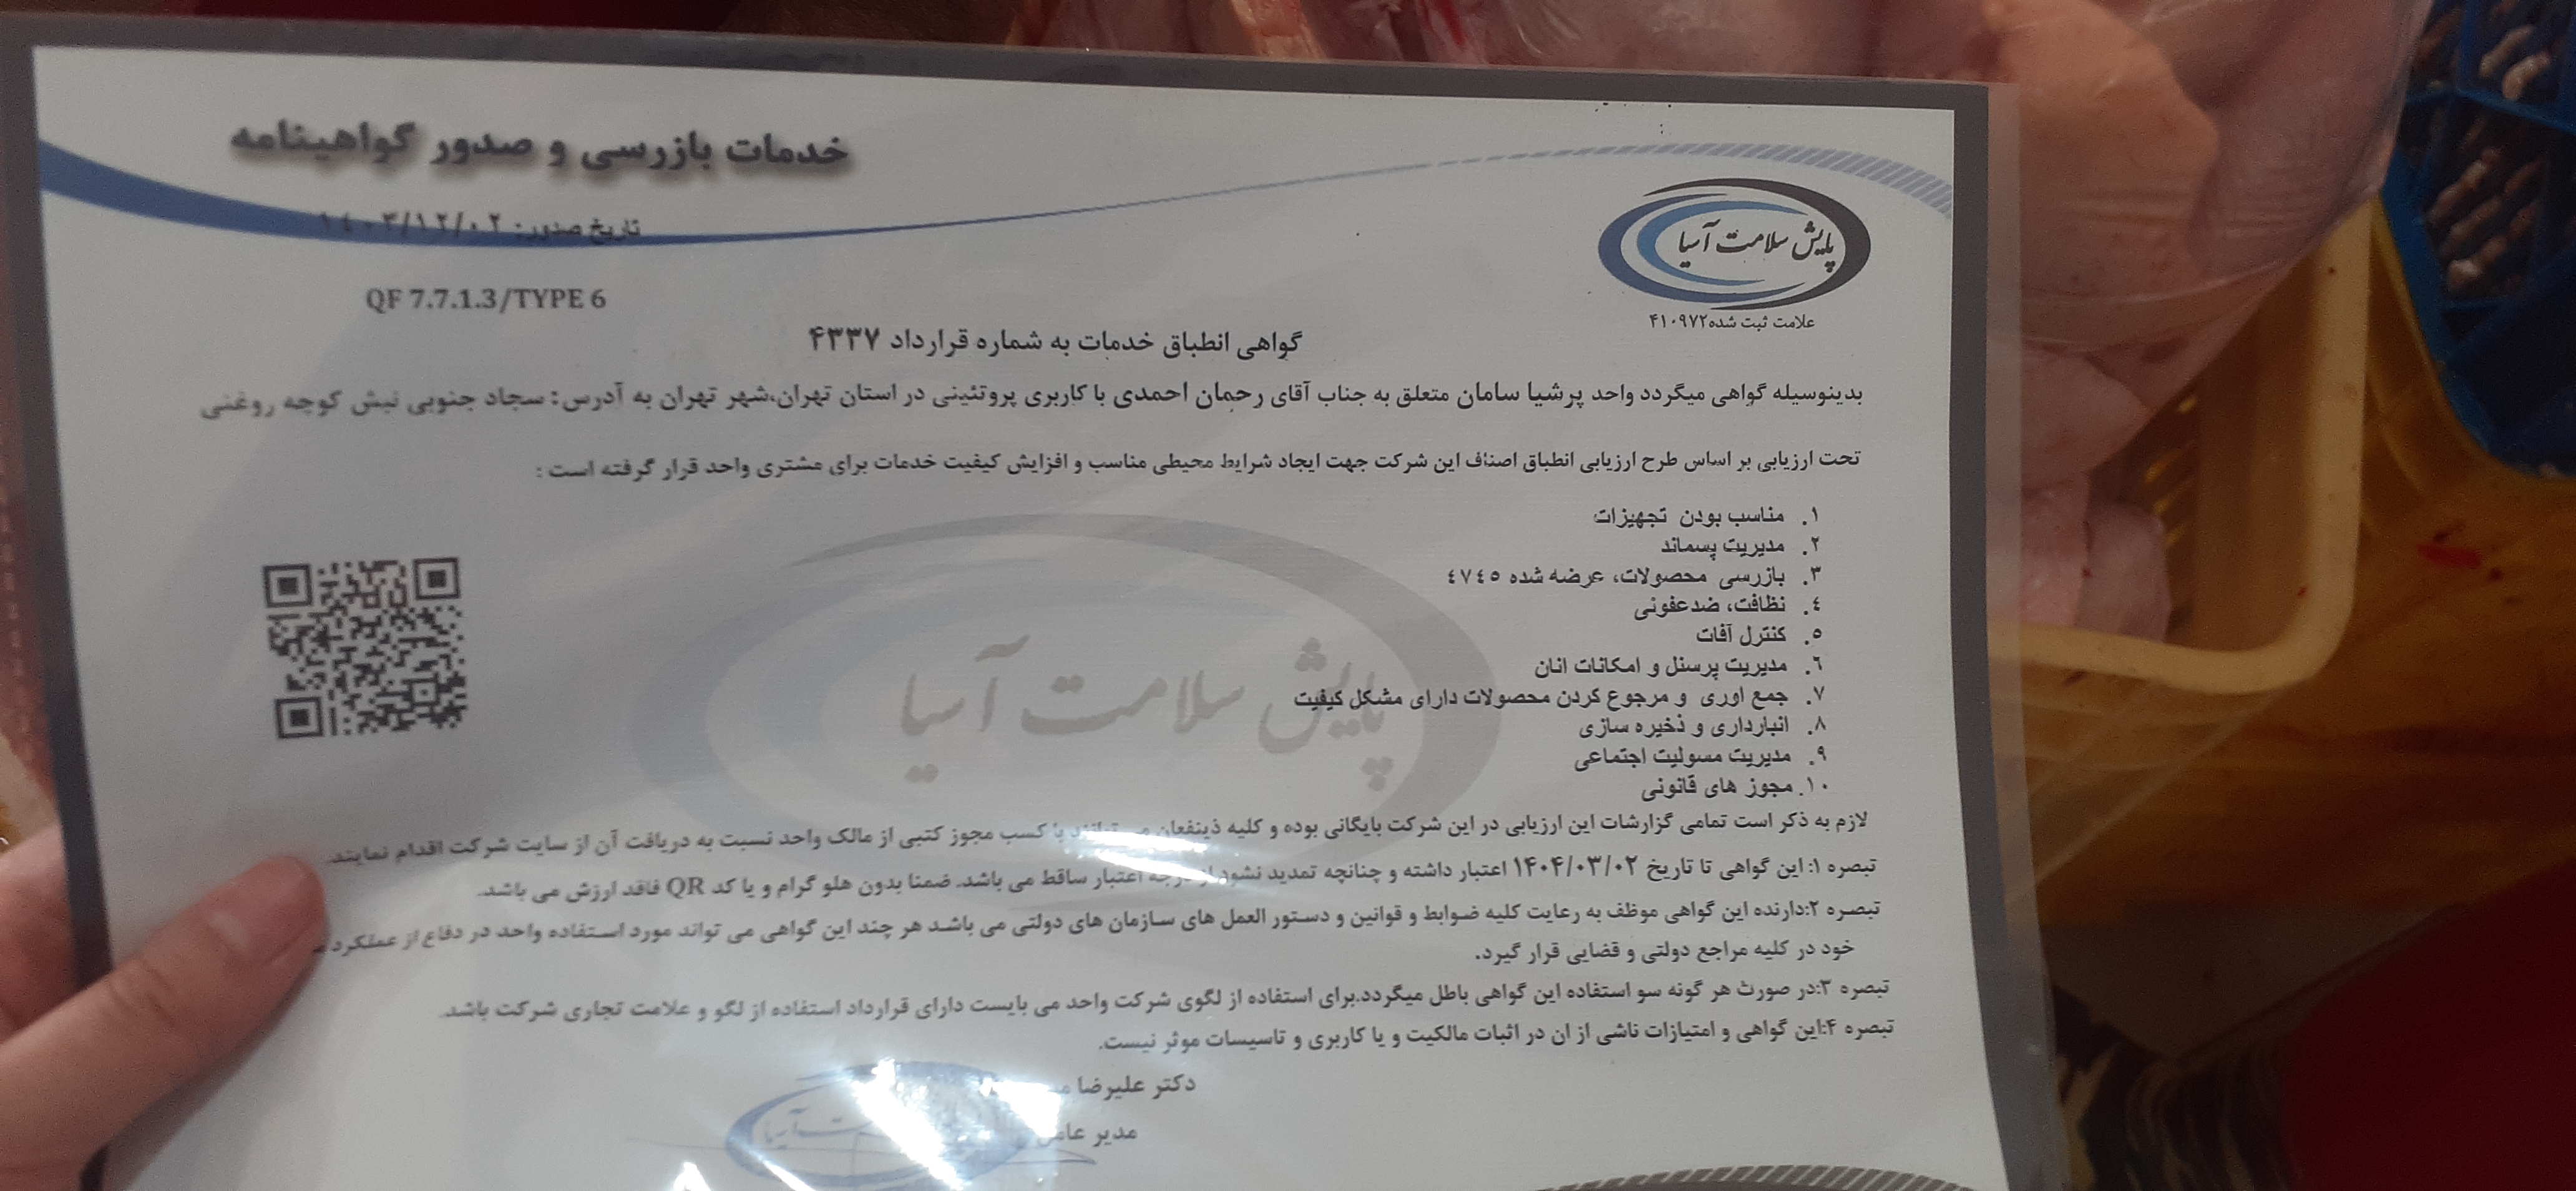 خدمات بازرسی و صدور گواهینامه
تاریخ صدور: ۱۴۰۳/۱۲/۰۲
پایش سلامت آسیا
علامت ثبت شده۴۱۰۹۷۲
QF 7.7.1.3/TYPE 6
گواهی انطباق خدمات به شماره قرارداد ۴۳۳۷
بدینوسیله گواهی میگردد واحد پرشیا سامان متعلق به جناب آقای رحمان احمدی با کاربری پروتئینی در استان تهران،شهر تهران به آدرس: سجاد جنوبی نبش کوچه روغنی
تحت ارزیابی بر اساس طرح ارزیابی انطباق اصناف این شرکت جهت ایجاد شرایط محیطی مناسب و افزایش کیفیت خدمات برای مشتری واحد قرار گرفته است :
۱. مناسب بودن تجهیزات
۲. مدیریت پسماند
۳. بازرسی محصولات، عرضه شده ٤٧٤٥
٤. نظافت، ضدعفونی
۵. کنترل آفات
٦. مدیریت پرسنل و امکانات انان
۷. جمع اوری و مرجوع کردن محصولات دارای مشکل کیفیت
۸. انبارداری و ذخیره سازی
۹. مدیریت مسولیت اجتماعی
۱۰. مجوز های قانونی
پایش سلامت آسیا
لازم به ذکر است تمامی گزارشات این ارزیابی در این شرکت بایگانی بوده و کلیه ذینفعان می توانند با کسب مجوز کتبی از مالک واحد نسبت به دریافت آن از سایت شرکت اقدام نمایند.
تبصره ۱: این گواهی تا تاریخ ۱۴۰۴/۰۳/۰۲ اعتبار داشته و چنانچه تمدید نشود از درجه اعتبار ساقط می باشد. ضمنا بدون هلو گرام و یا کد QR فاقد ارزش می باشد.
تبصره ۲:دارنده این گواهی موظف به رعایت کلیه ضوابط و قوانین و دستور العمل های سازمان های دولتی می باشد هر چند این گواهی می تواند مورد استفاده واحد در دفاع از عملکرد
خود در کلیه مراجع دولتی و قضایی قرار گیرد.
تبصره ۳:در صورت هر گونه سو استفاده این گواهی باطل میگردد.برای استفاده از لگوی شرکت واحد می بایست دارای قرارداد استفاده از لگو و علامت تجاری شرکت باشد.
تبصره ۴:این گواهی و امتیازات ناشی از ان در اثبات مالکیت و یا کاربری و تاسیسات موثر نیست.
دکتر علیرضا
مدیر عامل